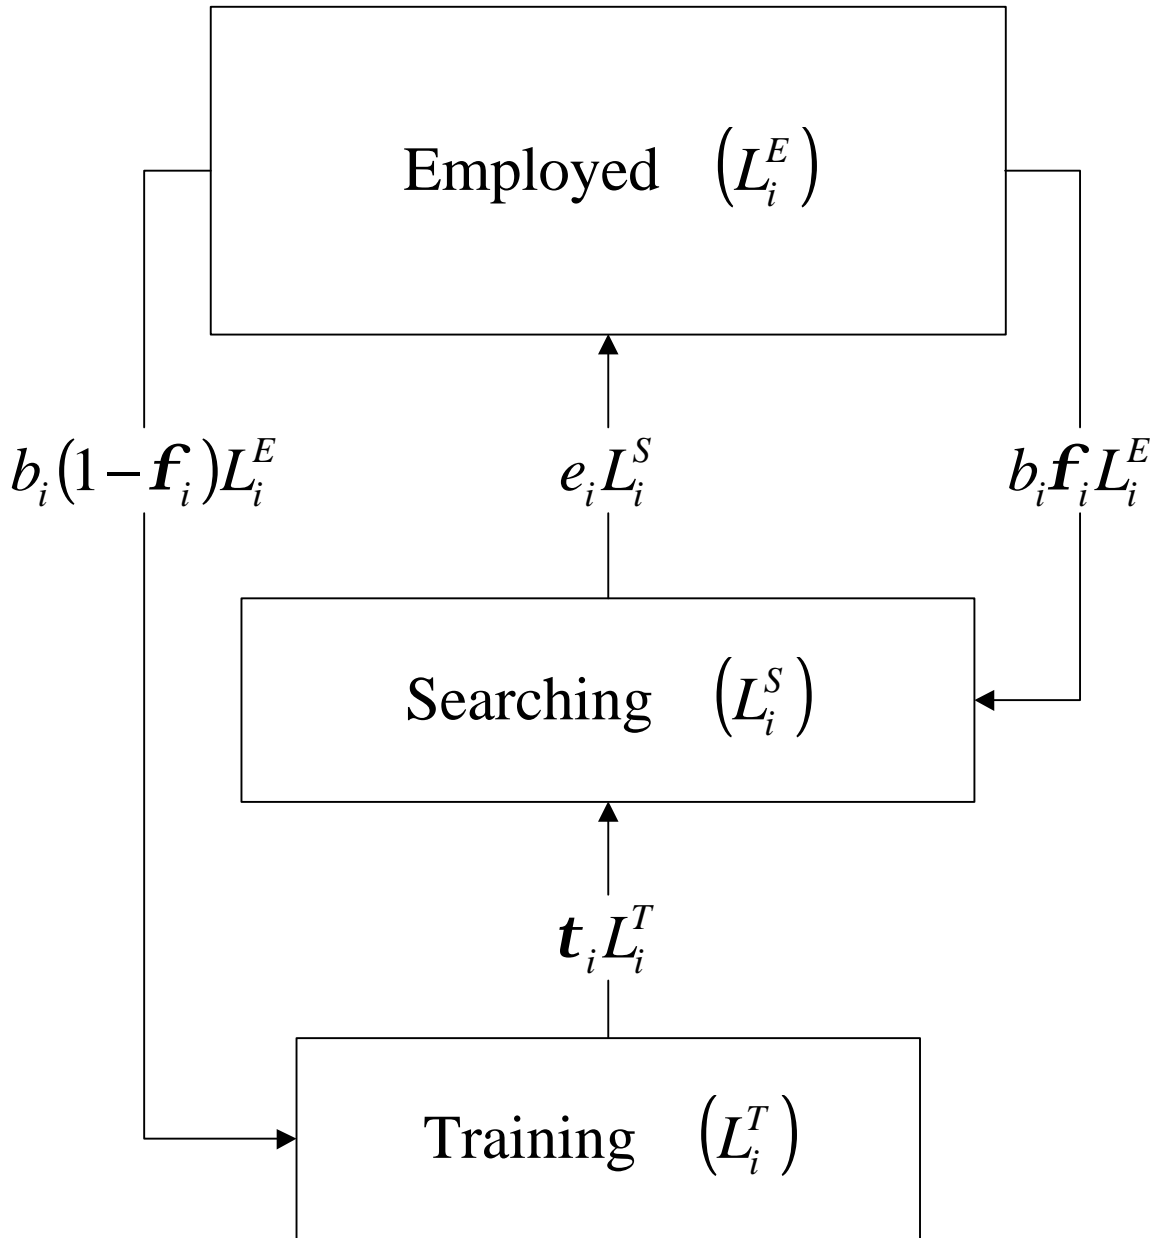 Employed (L_i^E)
b_i(1−f_i)L_i^E
e_i L_i^S
b_i f_i L_i^E
Searching (L_i^S)
t_i L_i^T
Training (L_i^T)